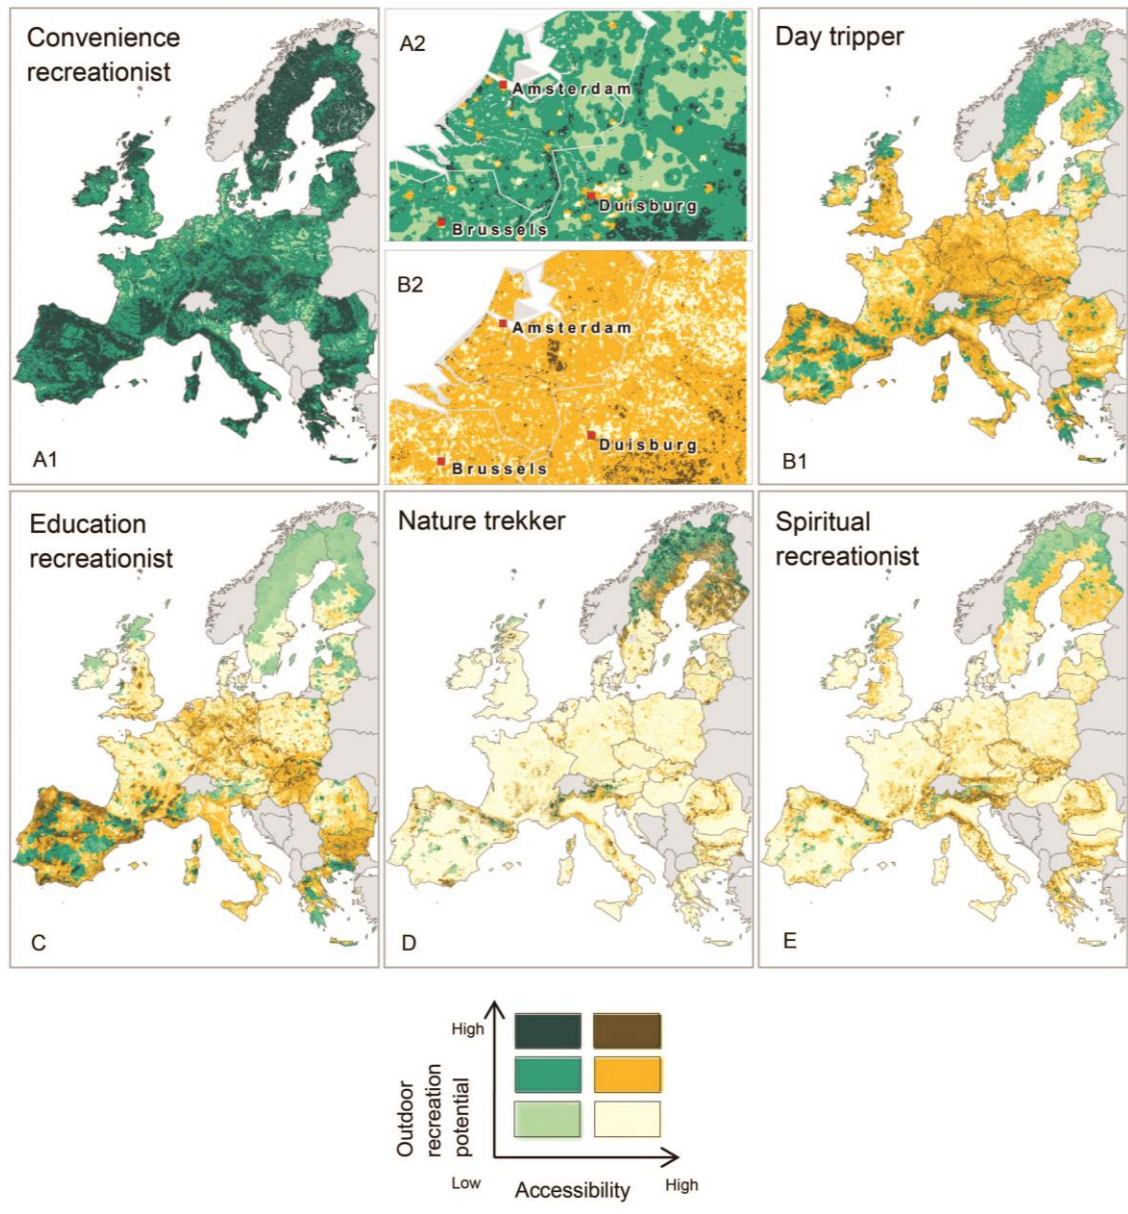 Convenience
recreationist
A1
A2
Amsterdam
Duisburg
Brussels
B2
Amsterdam
Duisburg
Brussels
Day tripper
B1
Education
recreationist
C
Nature trekker
D
Spiritual
recreationist
E
High
Outdoor
recreation
potential
Low
Accessibility
High